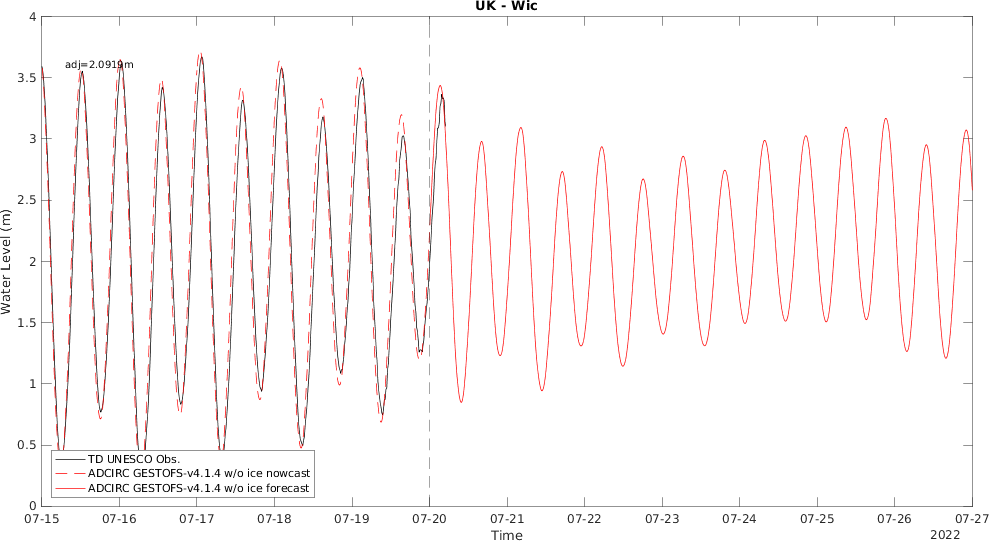 UK - Wic
adj=2.0919m
Water Level (m)
4
3.5
3
2.5
2
1.5
1
0.5
0
TD UNESCO Obs.
ADCIRC GESTOFS-v4.1.4 w/o ice nowcast
ADCIRC GESTOFS-v4.1.4 w/o ice forecast
07-15 07-16 07-17 07-18 07-19 07-20 07-21 07-22 07-23 07-24 07-25 07-26 07-27
Time
2022